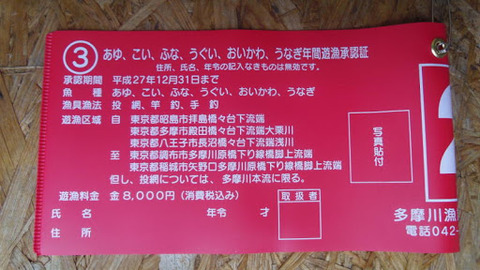 ③ あゆ、こい、ふな、うぐい、おいかわ、うなぎ年間遊漁承認証
住所、氏名、年令の記入なきものは無効です。
承認期間 平成27年12月31日まで
魚種 あゆ、こい、ふな、うぐい、おいかわ、うなぎ
漁具漁法 投網、竿釣、手釣
遊漁区域 自 東京都昭島市拝島橋々台下流端
東京都多摩市殿田橋々台下流端大栗川
東京都八王子市長沼橋々台下流端浅川
至 東京都調布市多摩川原橋下り線橋脚上流端
東京都稲城市矢野口多摩川原橋下り線橋脚上流端
但し、投網については、多摩川本流に限る。
遊漁料金 金8,000円(消費税込み)
氏名 年令 才
住所
取扱者
写真貼付
2
多摩川漁
電話042-